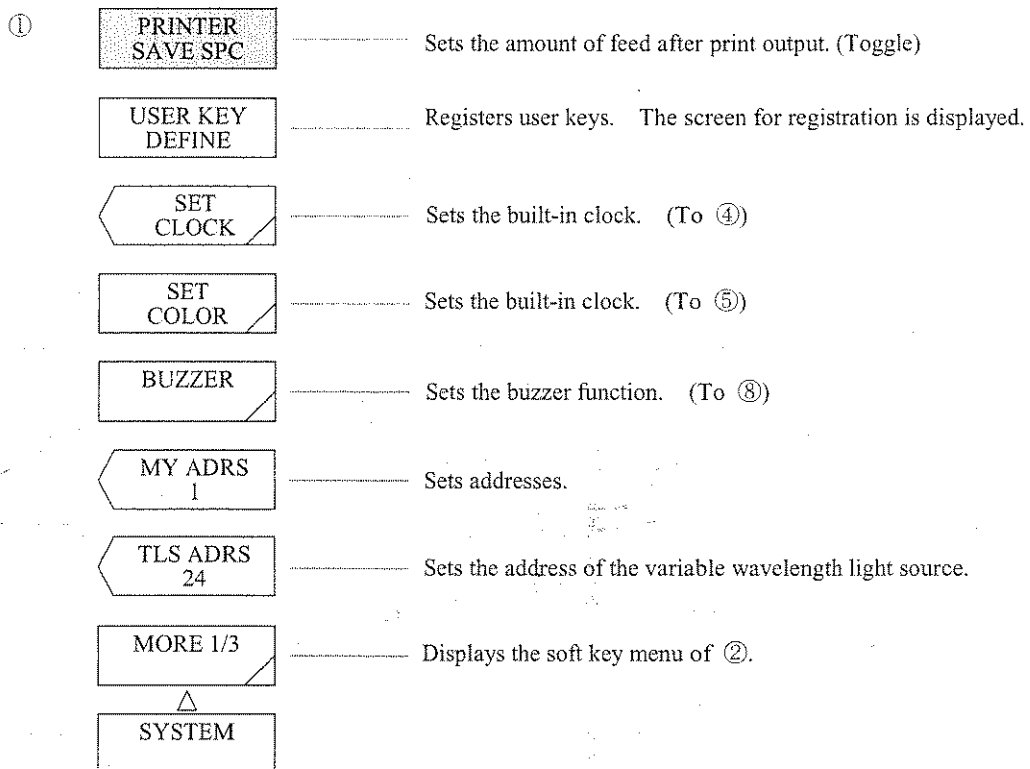 ①
PRINTER
SAVE SPC
Sets the amount of feed after print output. (Toggle)
USER KEY
DEFINE
Registers user keys. The screen for registration is displayed.
SET
CLOCK
Sets the built-in clock. (To ④)
SET
COLOR
Sets the built-in clock. (To ⑤)
BUZZER
Sets the buzzer function. (To ⑧)
MY ADRS
1
Sets addresses.
TLS ADRS
24
Sets the address of the variable wavelength light source.
MORE 1/3
Displays the soft key menu of ②.
SYSTEM